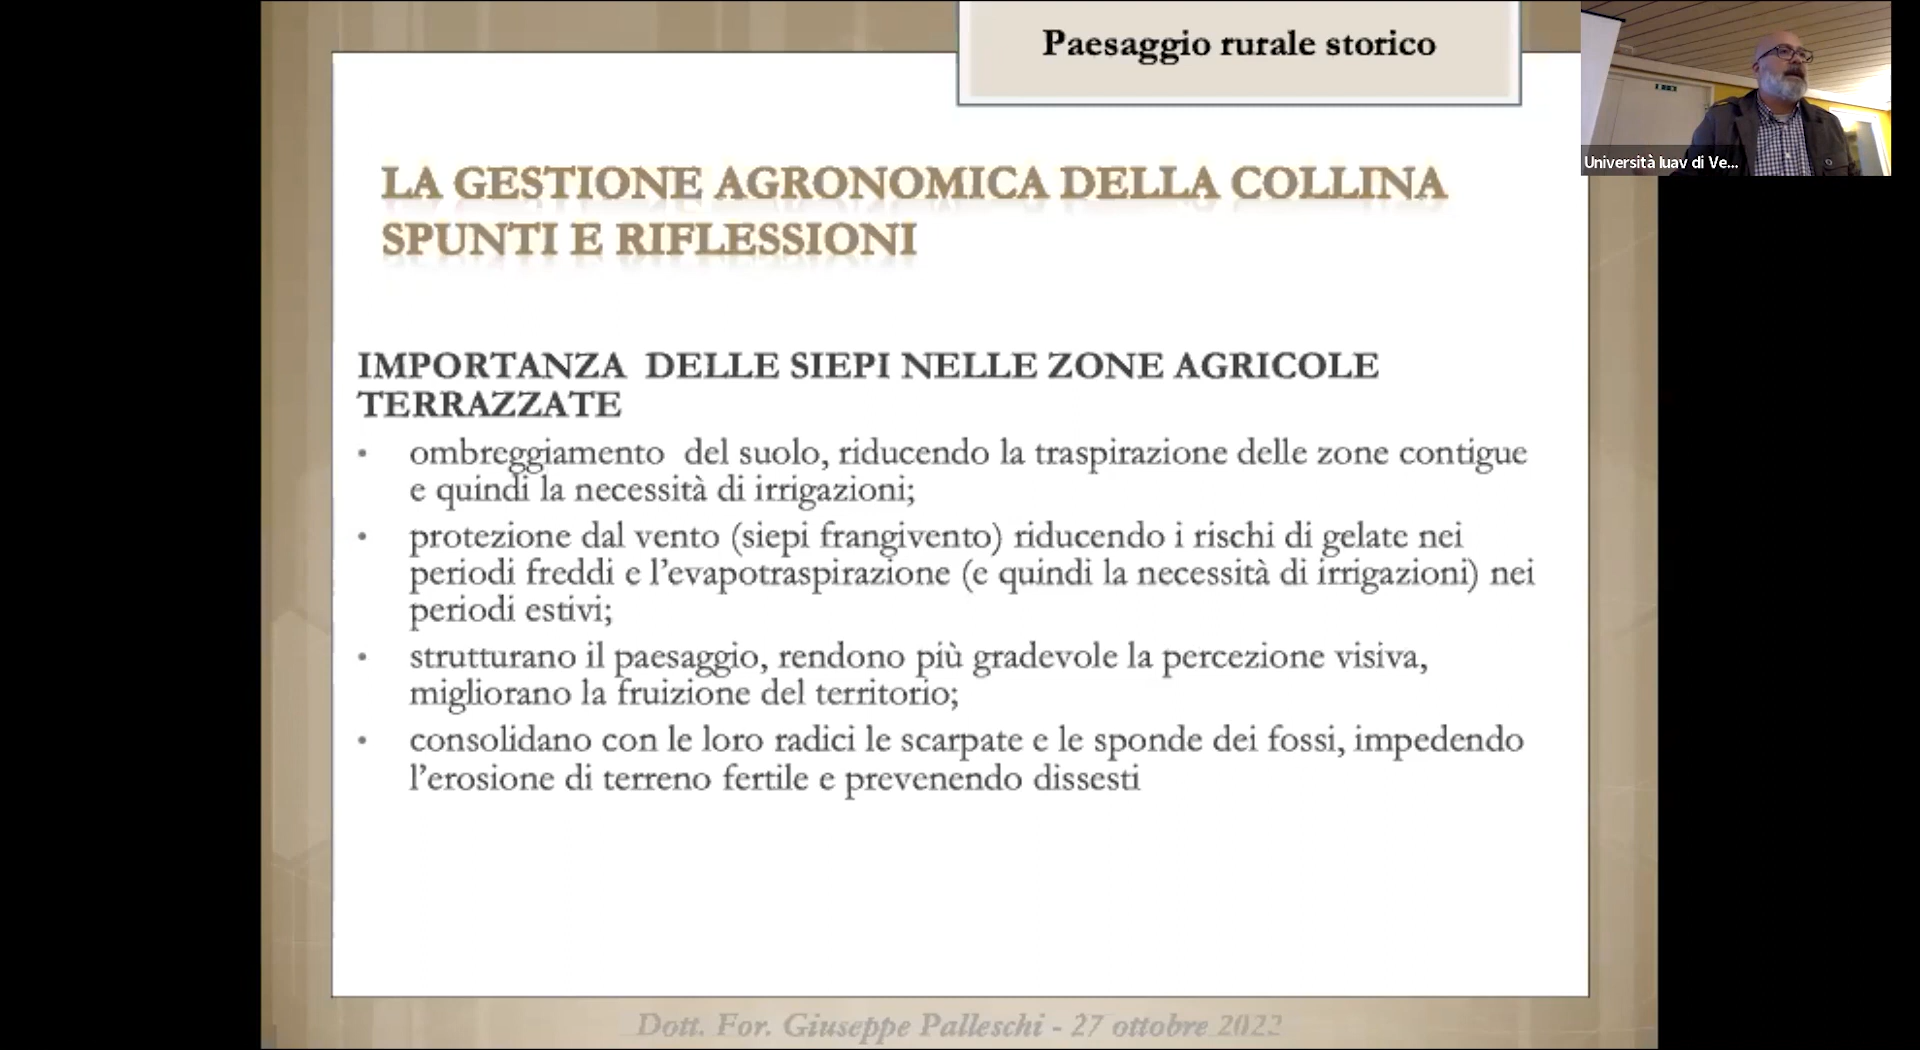 Paesaggio rurale storico
LA GESTIONE AGRONOMICA DELLA COLLINA
SPUNTI E RIFLESSIONI
IMPORTANZA DELLE SIEPI NELLE ZONE AGRICOLE
TERRAZZATE
• ombreggiamento del suolo, riducendo la traspirazione delle zone contigue
e quindi la necessità di irrigazioni;
• protezione dal vento (siepi frangivento) riducendo i rischi di gelate nei
periodi freddi e l’evapotraspirazione (e quindi la necessità di irrigazioni) nei
periodi estivi;
• strutturano il paesaggio, rendono più gradevole la percezione visiva,
migliorano la fruizione del territorio;
• consolidano con le loro radici le scarpate e le sponde dei fossi, impedendo
l’erosione di terreno fertile e prevenendo dissesti
Dott. For. Giuseppe Palleschi - 27 ottobre 2022
Università Iuav di Ve...